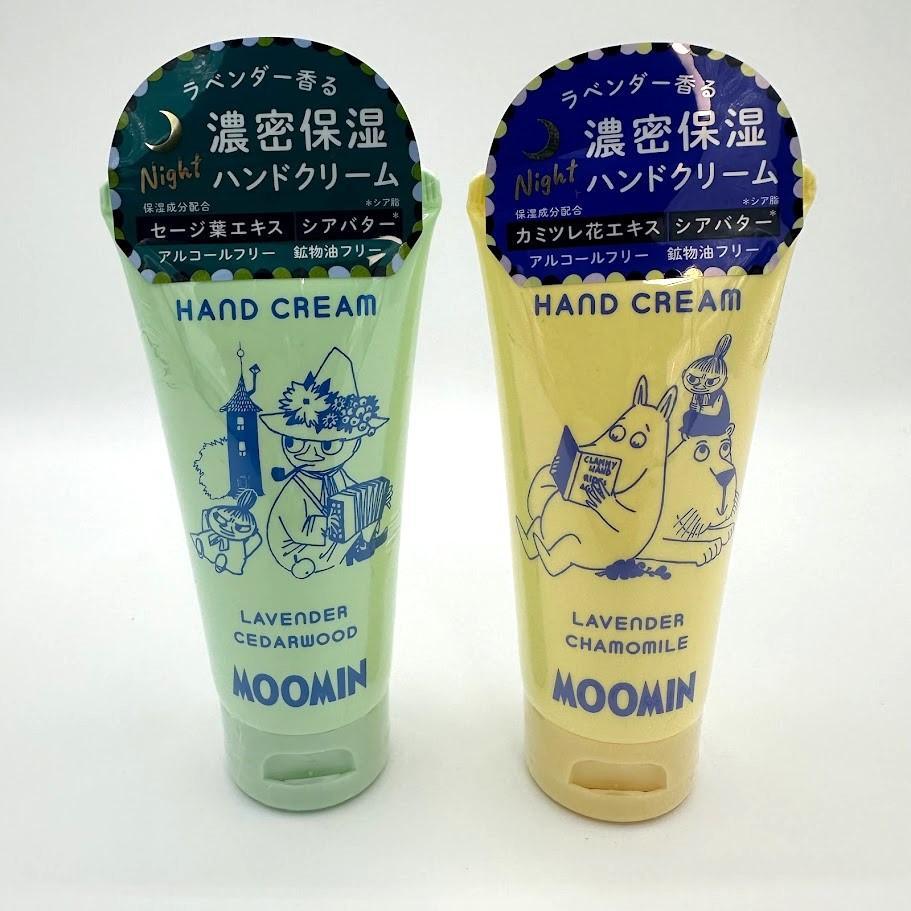 ラベンダー香る
濃密保湿
Night ハンドクリーム
保湿成分配合 *シア脂
セージ葉エキス シアバター*
アルコールフリー 鉱物油フリー
HAND CREAM
LAVENDER
CEDARWOOD
MOOMIN
ラベンダー香る
濃密保湿
Night ハンドクリーム
保湿成分配合 *シア脂
カミツレ花エキス シアバター*
アルコールフリー 鉱物油フリー
HAND CREAM
CLAMMY
HAND
LAVENDER
CHAMOMILE
MOOMIN